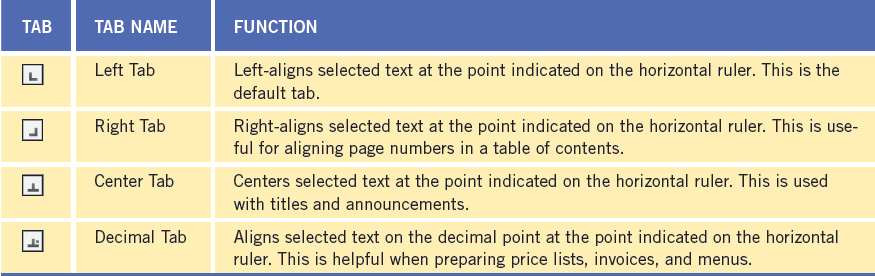 TAB TAB NAME FUNCTION
Left Tab Left-aligns selected text at the point indicated on the horizontal ruler. This is the
default tab.
Right Tab Right-aligns selected text at the point indicated on the horizontal ruler. This is use-
ful for aligning page numbers in a table of contents.
Center Tab Centers selected text at the point indicated on the horizontal ruler. This is used
with titles and announcements.
Decimal Tab Aligns selected text on the decimal point at the point indicated on the horizontal
ruler. This is helpful when preparing price lists, invoices, and menus.